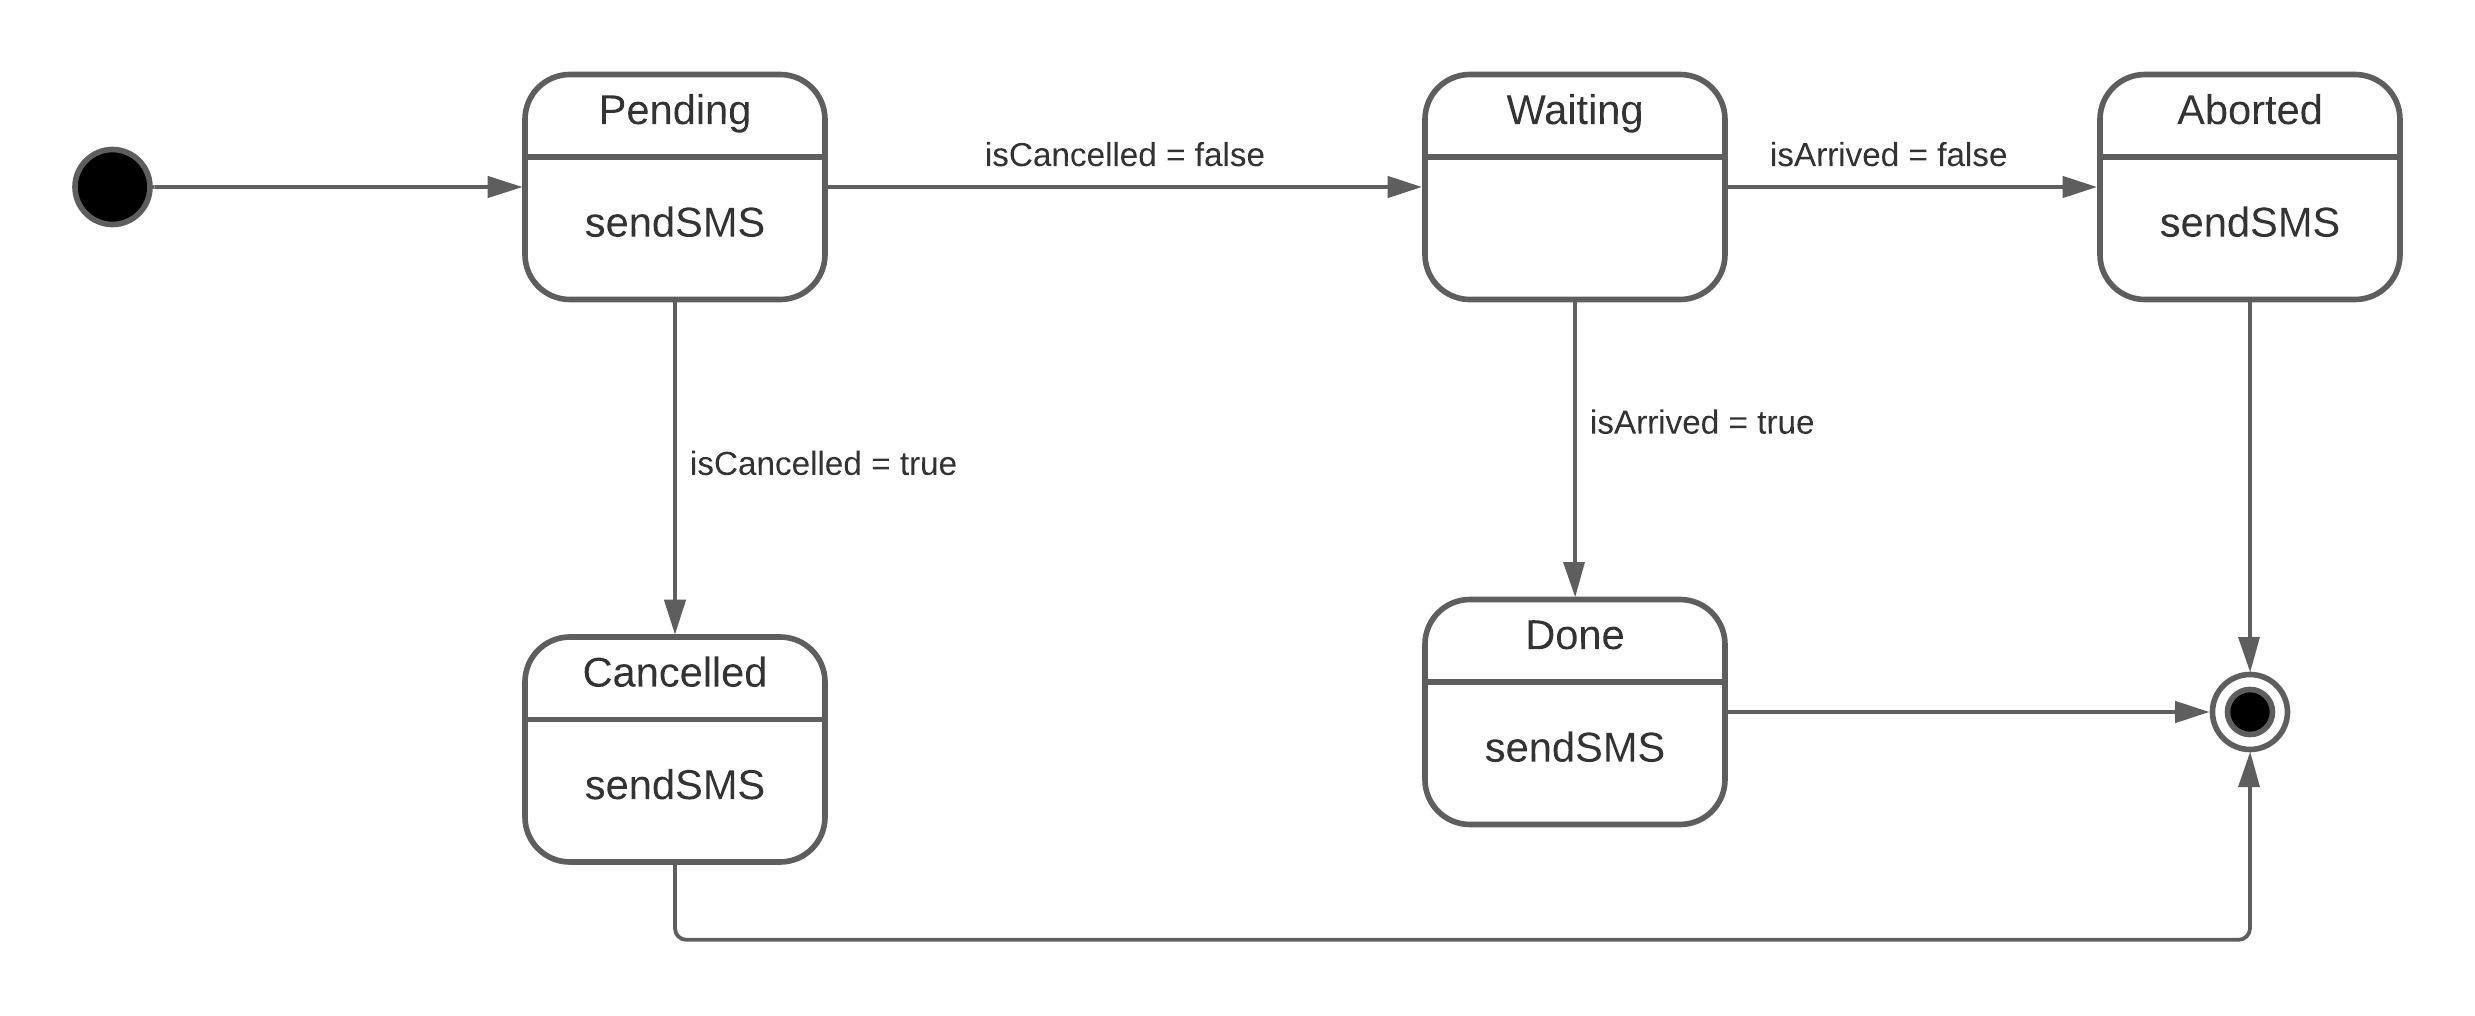 Pending
sendSMS
isCancelled = false
Waiting
isArrived = false
Aborted
sendSMS
isCancelled = true
isArrived = true
Cancelled
sendSMS
Done
sendSMS